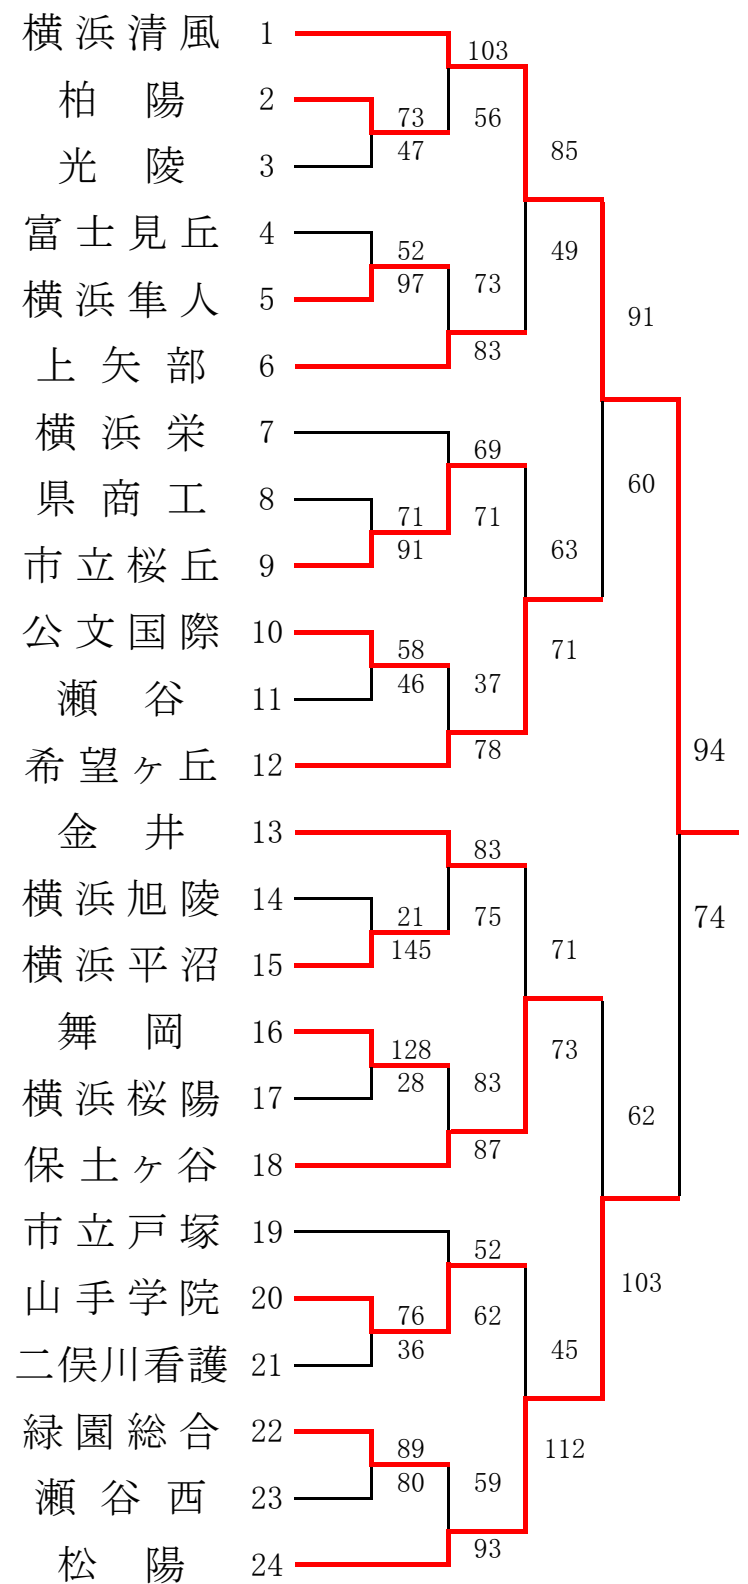 横浜清風 1
103
柏陽 2
73
56
47
光陵 3
85
富士見丘 4
52
49
97
73
横浜隼人 5
91
83
上矢部 6
横浜栄 7
69
60
県商工 8
71
71
91
63
市立桜丘 9
公文国際 10
58
71
46
37
瀬谷 11
78
94
希望ヶ丘 12
金井 13
83
横浜旭陵 14
21
75
74
145
71
横浜平沼 15
舞岡 16
128
73
28
83
横浜桜陽 17
62
87
保土ヶ谷 18
市立戸塚 19
52
103
山手学院 20
76
62
36
45
二俣川看護 21
緑園総合 22
89
112
80
59
瀬谷西 23
93
松陽 24